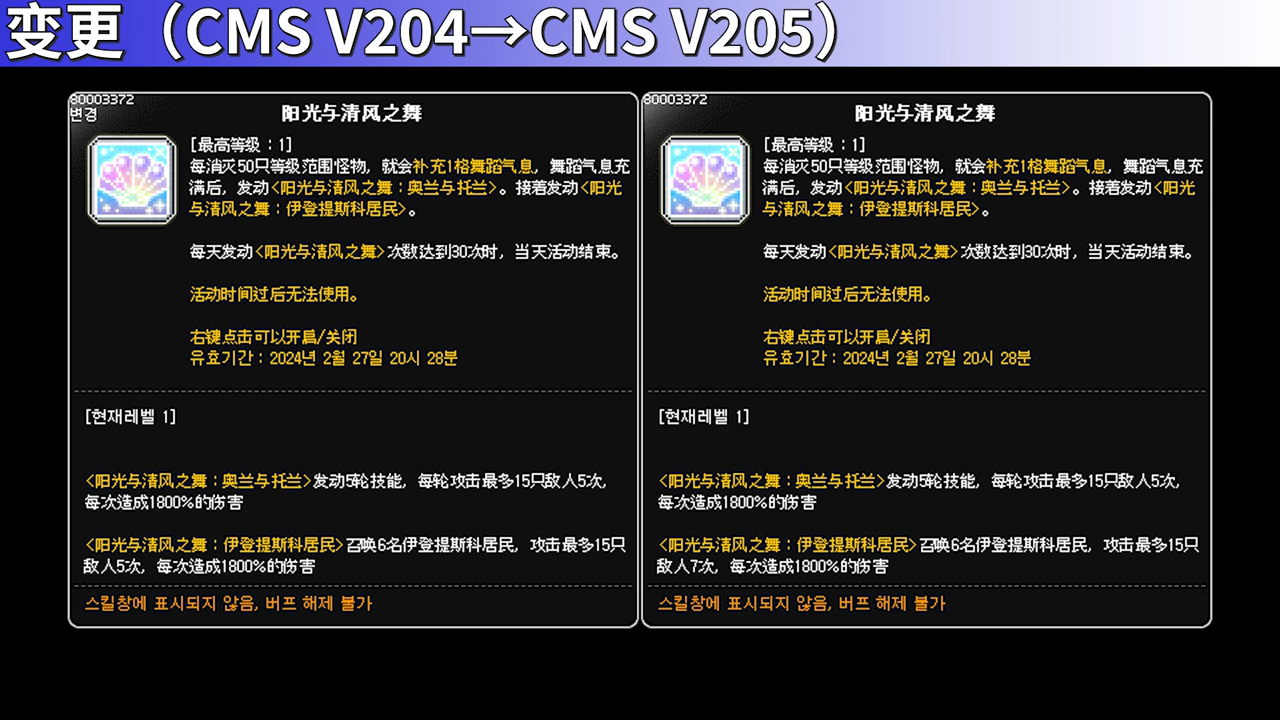 变更（CMS V204→CMS V205）
80003372
변경
阳光与清风之舞
[最高等级 : 1]
每消灭50只等级范围怪物, 就会补充1格舞蹈气息, 舞蹈气息充
满后, 发动<阳光与清风之舞 : 奥兰与托兰>。接着发动<阳光
与清风之舞 : 伊登提斯科居民>。
每天发动<阳光与清风之舞>次数达到30次时, 当天活动结束。
活动时间过后无法使用。
右键点击可以开启/关闭
유효기간 : 2024년 2월 27일 20시 28분
[현재레벨 1]
<阳光与清风之舞 : 奥兰与托兰>发动5轮技能, 每轮攻击最多15只敌人5次,
每次造成1800%的伤害
<阳光与清风之舞 : 伊登提斯科居民>召唤6名伊登提斯科居民, 攻击最多15只
敌人5次, 每次造成1800%的伤害
스킬창에 표시되지 않음, 버프 해제 불가
80003372
阳光与清风之舞
[最高等级 : 1]
每消灭50只等级范围怪物, 就会补充1格舞蹈气息, 舞蹈气息充
满后, 发动<阳光与清风之舞 : 奥兰与托兰>。接着发动<阳光
与清风之舞 : 伊登提斯科居民>。
每天发动<阳光与清风之舞>次数达到30次时, 当天活动结束。
活动时间过后无法使用。
右键点击可以开启/关闭
유효기간 : 2024년 2월 27일 20시 28분
[현재레벨 1]
<阳光与清风之舞 : 奥兰与托兰>发动5轮技能, 每轮攻击最多15只敌人5次,
每次造成1800%的伤害
<阳光与清风之舞 : 伊登提斯科居民>召唤6名伊登提斯科居民, 攻击最多15只
敌人7次, 每次造成1800%的伤害
스킬창에 표시되지 않음, 버프 해제 불가